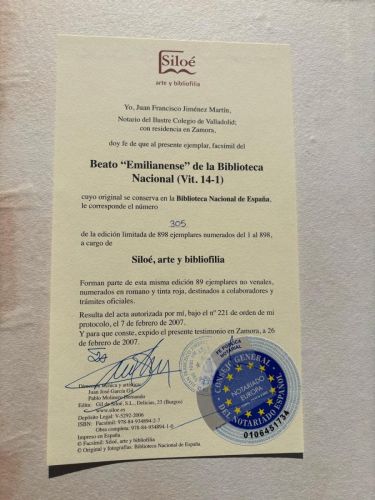 Siloé
arte y bibliofilia
Yo, Juan Francisco Jiménez Martín,
Notario del Ilustre Colegio de Valladolid;
con residencia en Zamora,
doy fe de que al presente ejemplar, facsímil del
Beato “Emilianense” de la Biblioteca
Nacional (Vit. 14-1)
cuyo original se conserva en la Biblioteca Nacional de España,
le corresponde el número
305
de la edición limitada de 898 ejemplares numerados del 1 al 898,
a cargo de
Siloé, arte y bibliofilia
Forman parte de esta misma edición 89 ejemplares no venales,
numerados en romano y tinta roja, destinados a colaboradores y
trámites oficiales.
Resulta del acta autorizada por mí, bajo el nº 221 de orden de mi
protocolo, el 7 de febrero de 2007.
Y para que conste, expido el presente testimonio en Zamora, a 26
de febrero de 2007.
FE PÚBLICA
NOTARIAL
CONSEJO GENERAL
DEL NOTARIADO ESPAÑOL
NOTARIADO
EUROPA
0106451734
Dirección técnica y artística:
Juan José García Gil
Pablo Molinero Hernando
Edita: Gil de Siloé, S.L., Delicias, 23 (Burgos)
www.siloe.es
Depósito Legal: V-5292-2006
ISBN: Facsímil: 978-84-934894-2-7
Obra completa: 978-84-934894-1-0
Impreso en España
© Facsímil: Siloé, arte y bibliofilia
© Original y fotografías: Biblioteca Nacional de España.